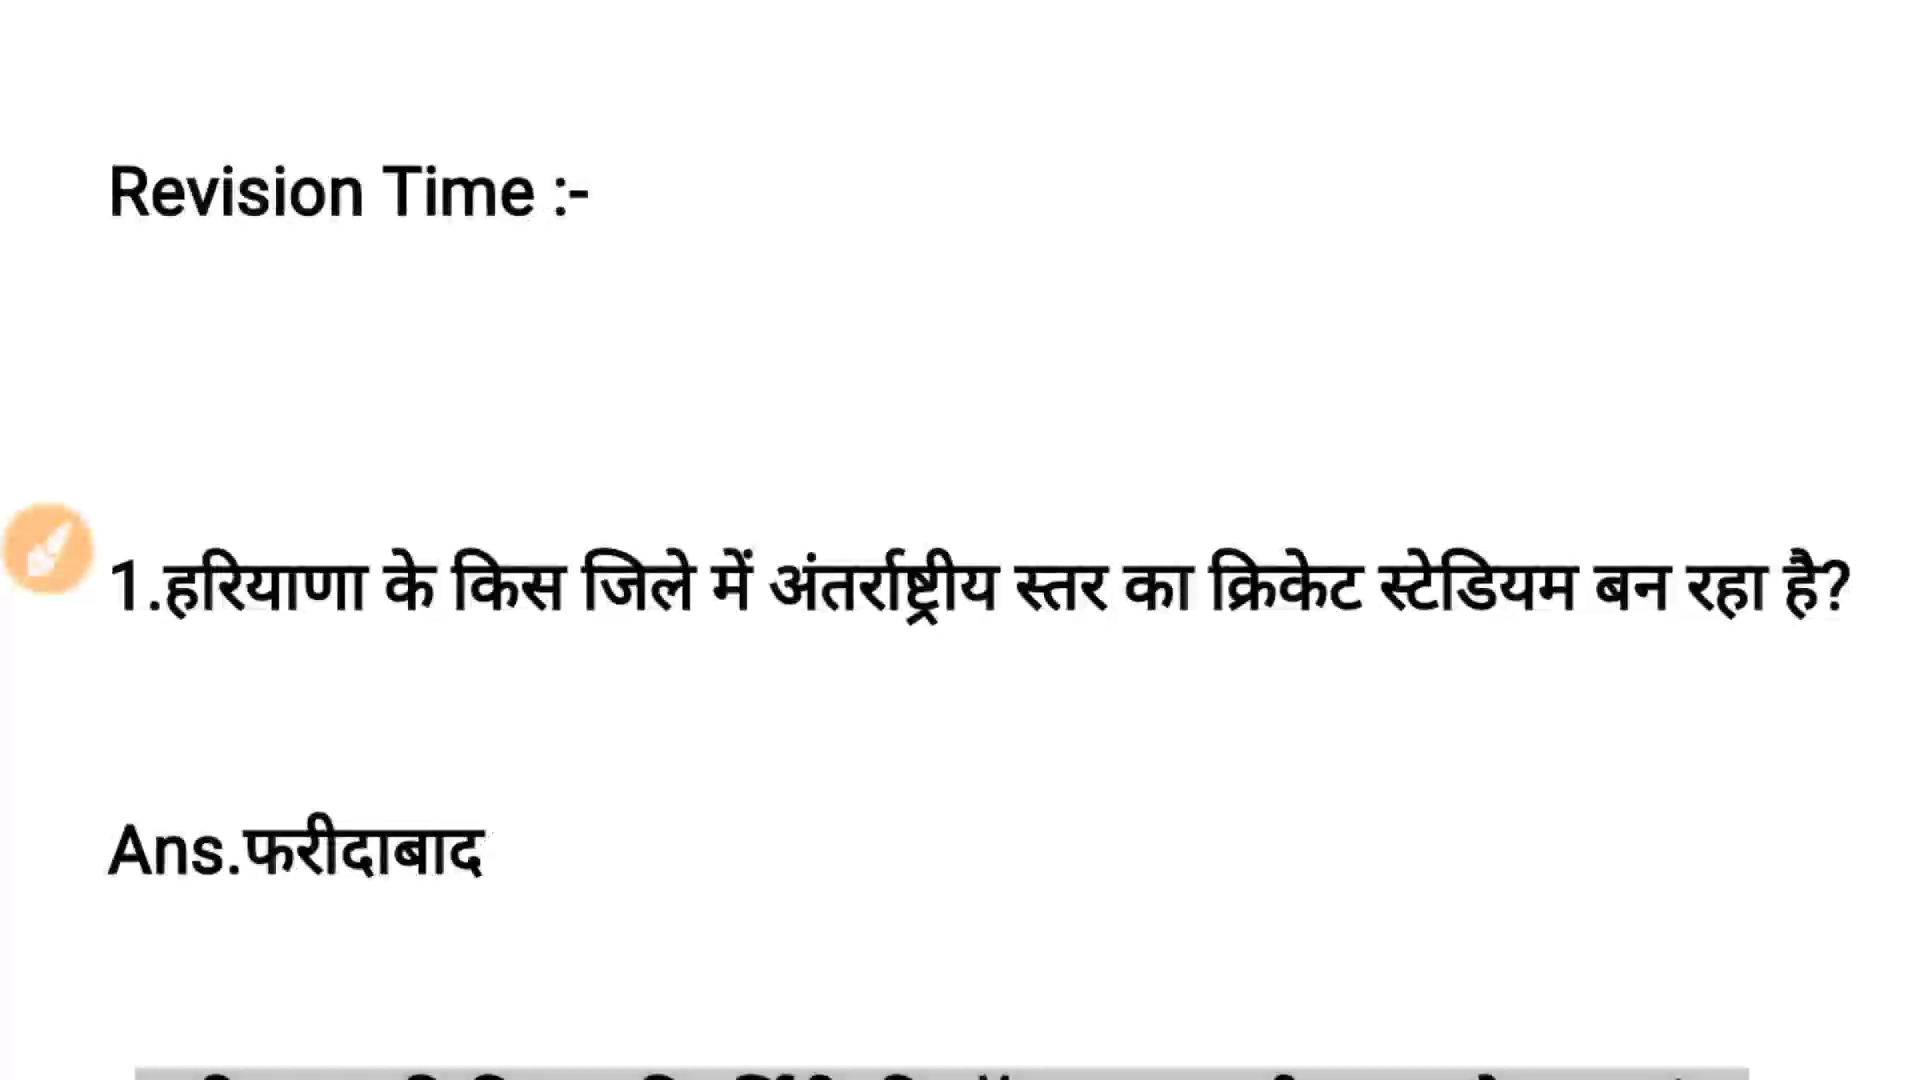 Revision Time :-
1.हरियाणा के किस जिले में अंतर्राष्ट्रीय स्तर का क्रिकेट स्टेडियम बन रहा है?
Ans.फरीदाबाद